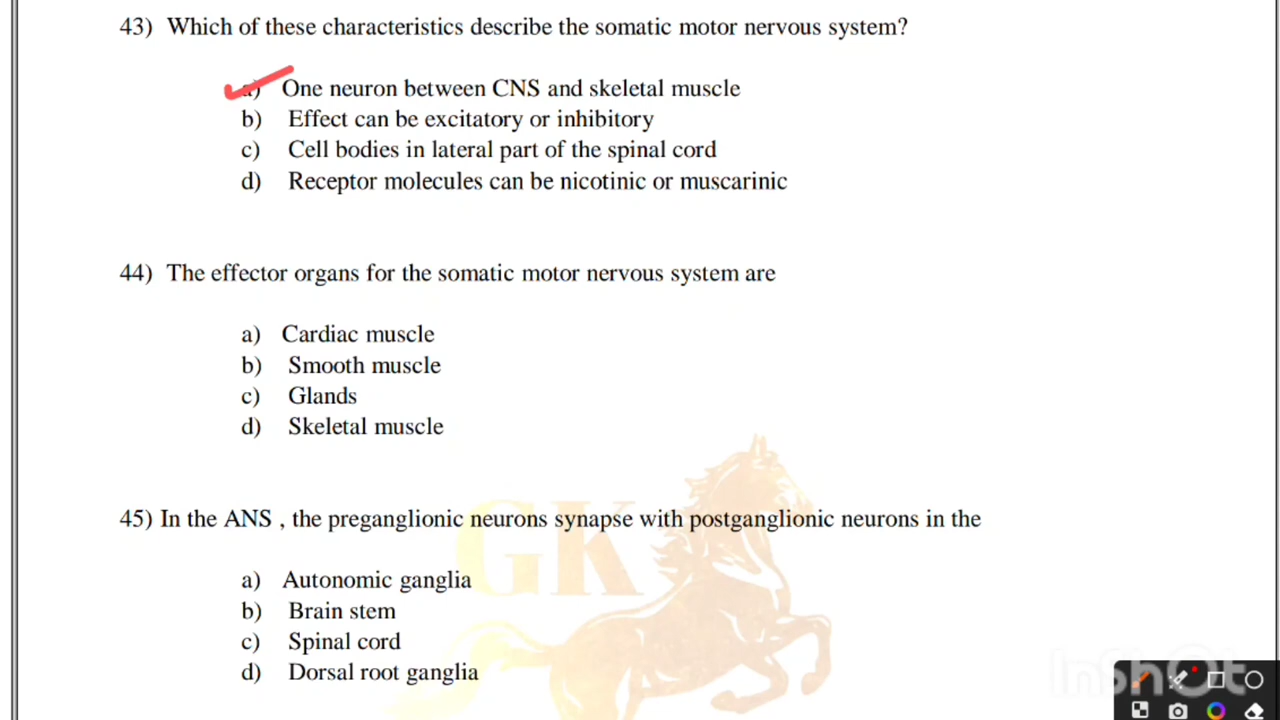 43) Which of these characteristics describe the somatic motor nervous system?
a) One neuron between CNS and skeletal muscle
b) Effect can be excitatory or inhibitory
c) Cell bodies in lateral part of the spinal cord
d) Receptor molecules can be nicotinic or muscarinic
44) The effector organs for the somatic motor nervous system are
a) Cardiac muscle
b) Smooth muscle
c) Glands
d) Skeletal muscle
GK
45) In the ANS , the preganglionic neurons synapse with postganglionic neurons in the
a) Autonomic ganglia
b) Brain stem
c) Spinal cord
d) Dorsal root ganglia
InShOt